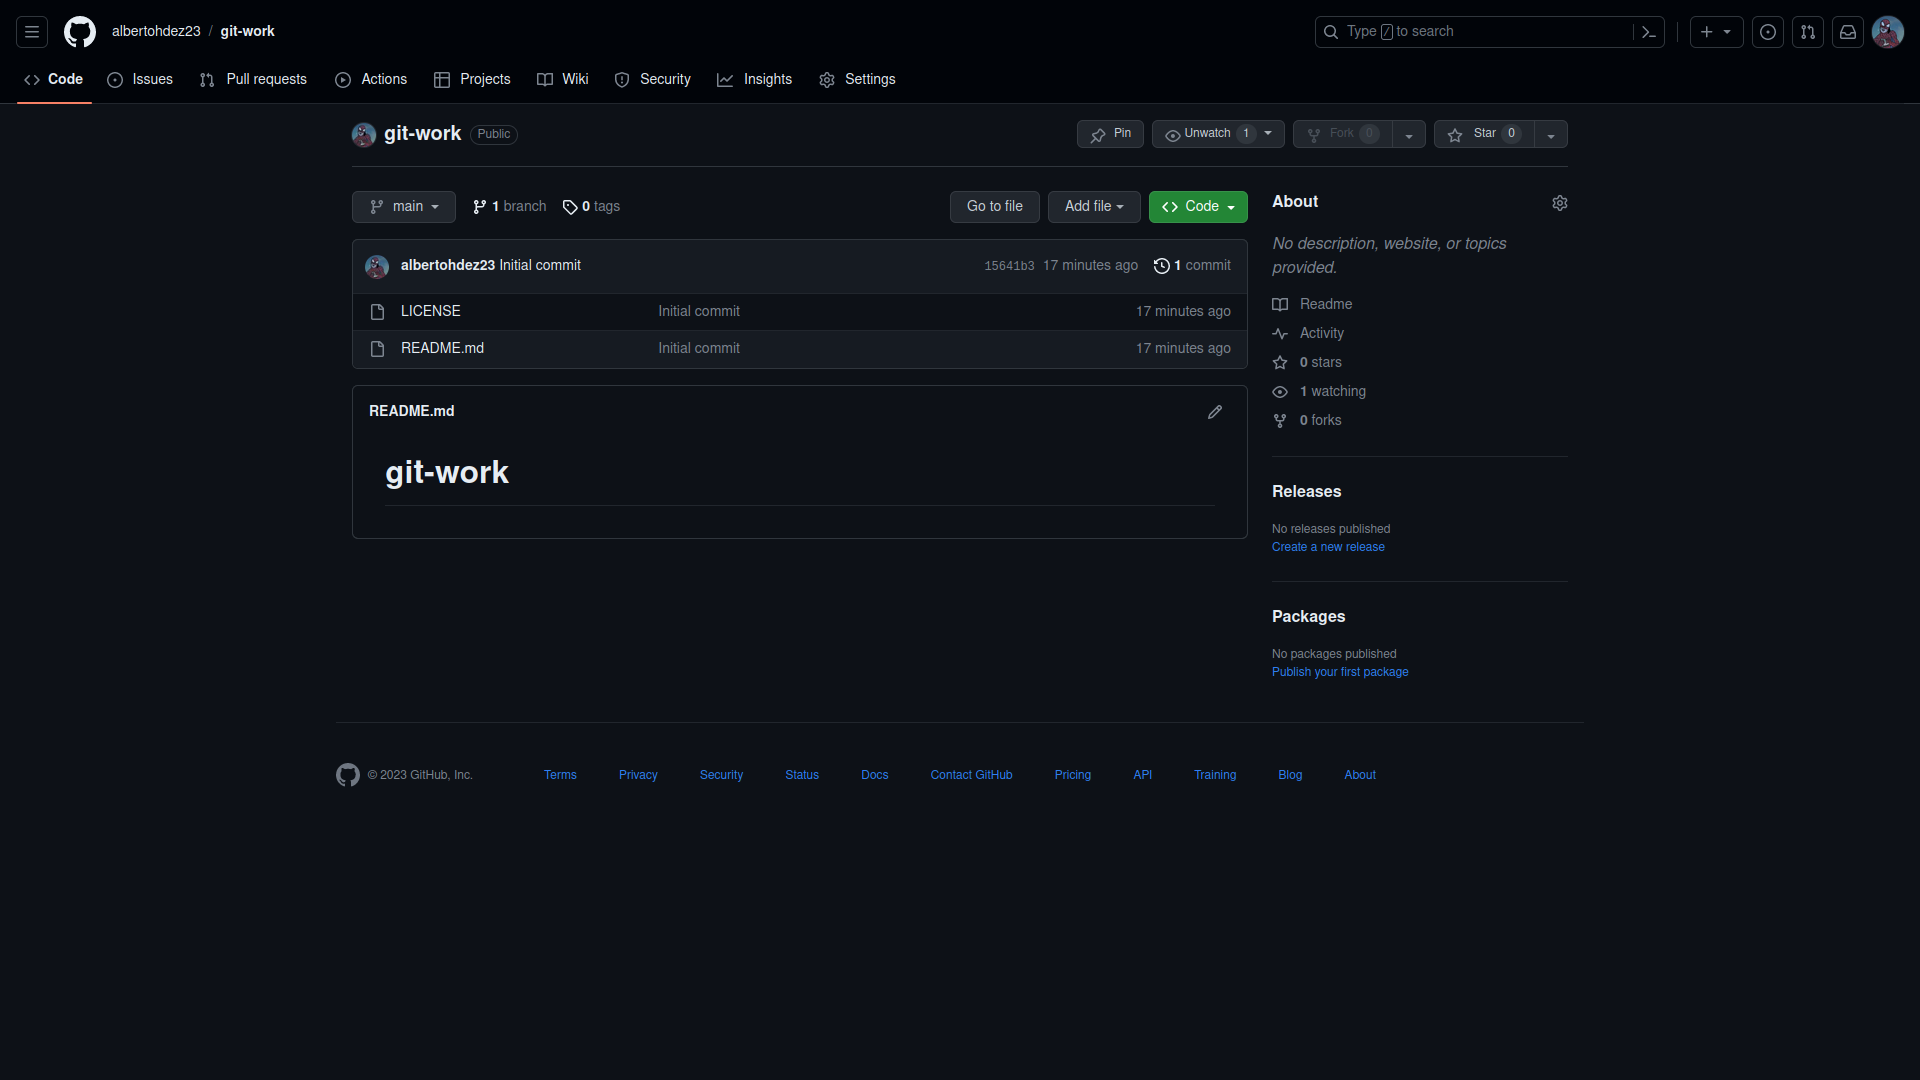 albertohdez23 / git-work
Type / to search
Code Issues Pull requests Actions Projects Wiki Security Insights Settings
git-work Public
Pin Unwatch 1 Fork 0 Star 0
main 1 branch 0 tags Go to file Add file Code
albertohdez23 Initial commit 15641b3 17 minutes ago 1 commit
LICENSE Initial commit 17 minutes ago
README.md Initial commit 17 minutes ago
README.md
git-work
About
No description, website, or topics
provided.
Readme
Activity
0 stars
1 watching
0 forks
Releases
No releases published
Create a new release
Packages
No packages published
Publish your first package
© 2023 GitHub, Inc. Terms Privacy Security Status Docs Contact GitHub Pricing API Training Blog About